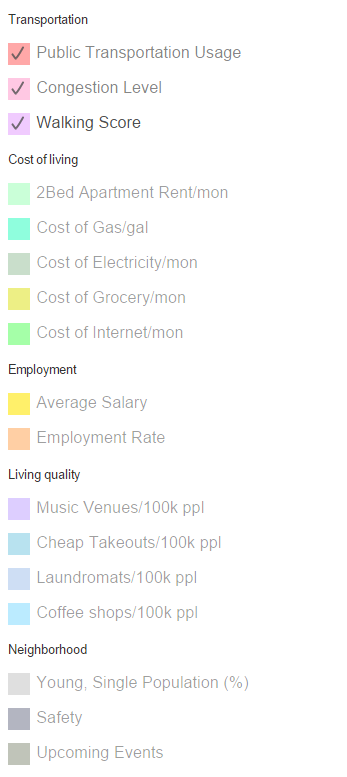 Transportation
Public Transportation Usage
Congestion Level
Walking Score
Cost of living
2Bed Apartment Rent/mon
Cost of Gas/gal
Cost of Electricity/mon
Cost of Grocery/mon
Cost of Internet/mon
Employment
Average Salary
Employment Rate
Living quality
Music Venues/100k ppl
Cheap Takeouts/100k ppl
Laundromats/100k ppl
Coffee shops/100k ppl
Neighborhood
Young, Single Population (%)
Safety
Upcoming Events